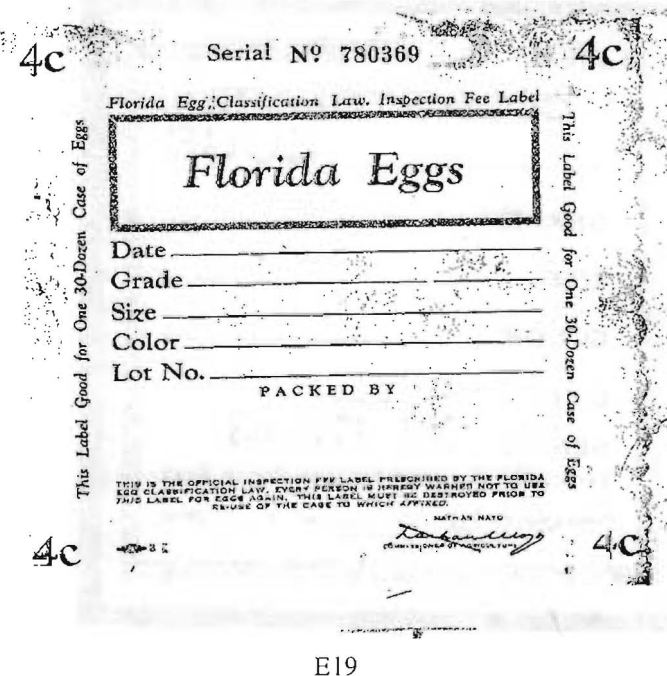 4c Serial Nº 780369 4c
Florida Egg Classification Law. Inspection Fee Label
Florida Eggs
This Label Good for One 30-Dozen Case of Eggs
This Label Good for One 30-Dozen Case of Eggs
Date
Grade
Size
Color
Lot No.
PACKED BY
THIS IS THE OFFICIAL INSPECTION FEE LABEL PRESCRIBED BY THE FLORIDA
EGG CLASSIFICATION LAW. EVERY PERSON IS HEREBY WARNED NOT TO USE
THIS LABEL FOR EGGS AGAIN. THIS LABEL MUST BE DESTROYED PRIOR TO
RE-USE OF THE CASE TO WHICH AFFIXED.
NATHAN MAYO
COMMISSIONER OF AGRICULTURE
4c 4c
E19